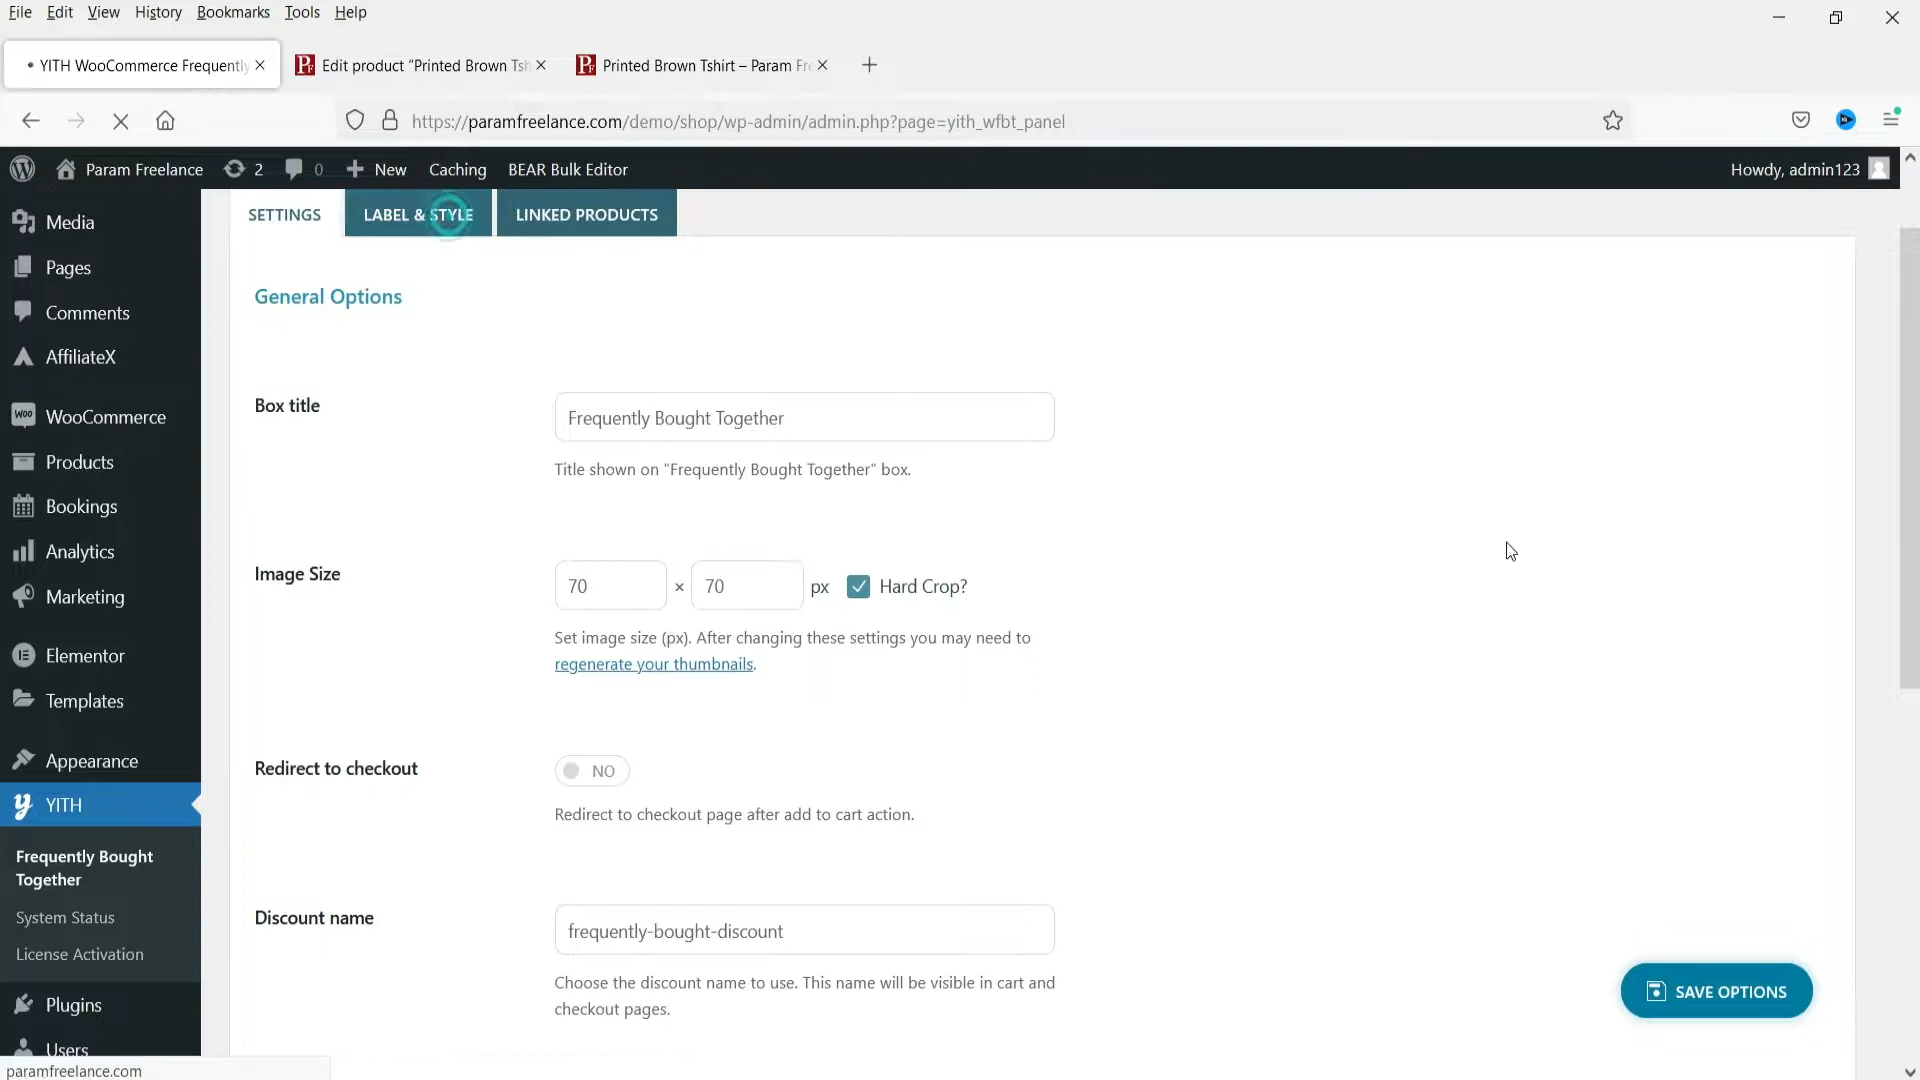 File Edit View History Bookmarks Tools Help
YITH WooCommerce Frequently
Edit product “Printed Brown Tsh
Printed Brown Tshirt – Param Fre
https://paramfreelance.com/demo/shop/wp-admin/admin.php?page=yith_wfbt_panel
Param Freelance 2 0 New Caching BEAR Bulk Editor Howdy, admin123
Media
Pages
Comments
AffiliateX
WooCommerce
Products
Bookings
Analytics
Marketing
Elementor
Templates
Appearance
YITH
Frequently Bought
Together
System Status
License Activation
Plugins
Users
paramfreelance.com
SETTINGS LABEL & STYLE LINKED PRODUCTS
General Options
Box title
Frequently Bought Together
Title shown on "Frequently Bought Together" box.
Image Size
70 × 70 px Hard Crop?
Set image size (px). After changing these settings you may need to
regenerate your thumbnails.
Redirect to checkout
NO
Redirect to checkout page after add to cart action.
Discount name
frequently-bought-discount
Choose the discount name to use. This name will be visible in cart and
checkout pages.
SAVE OPTIONS